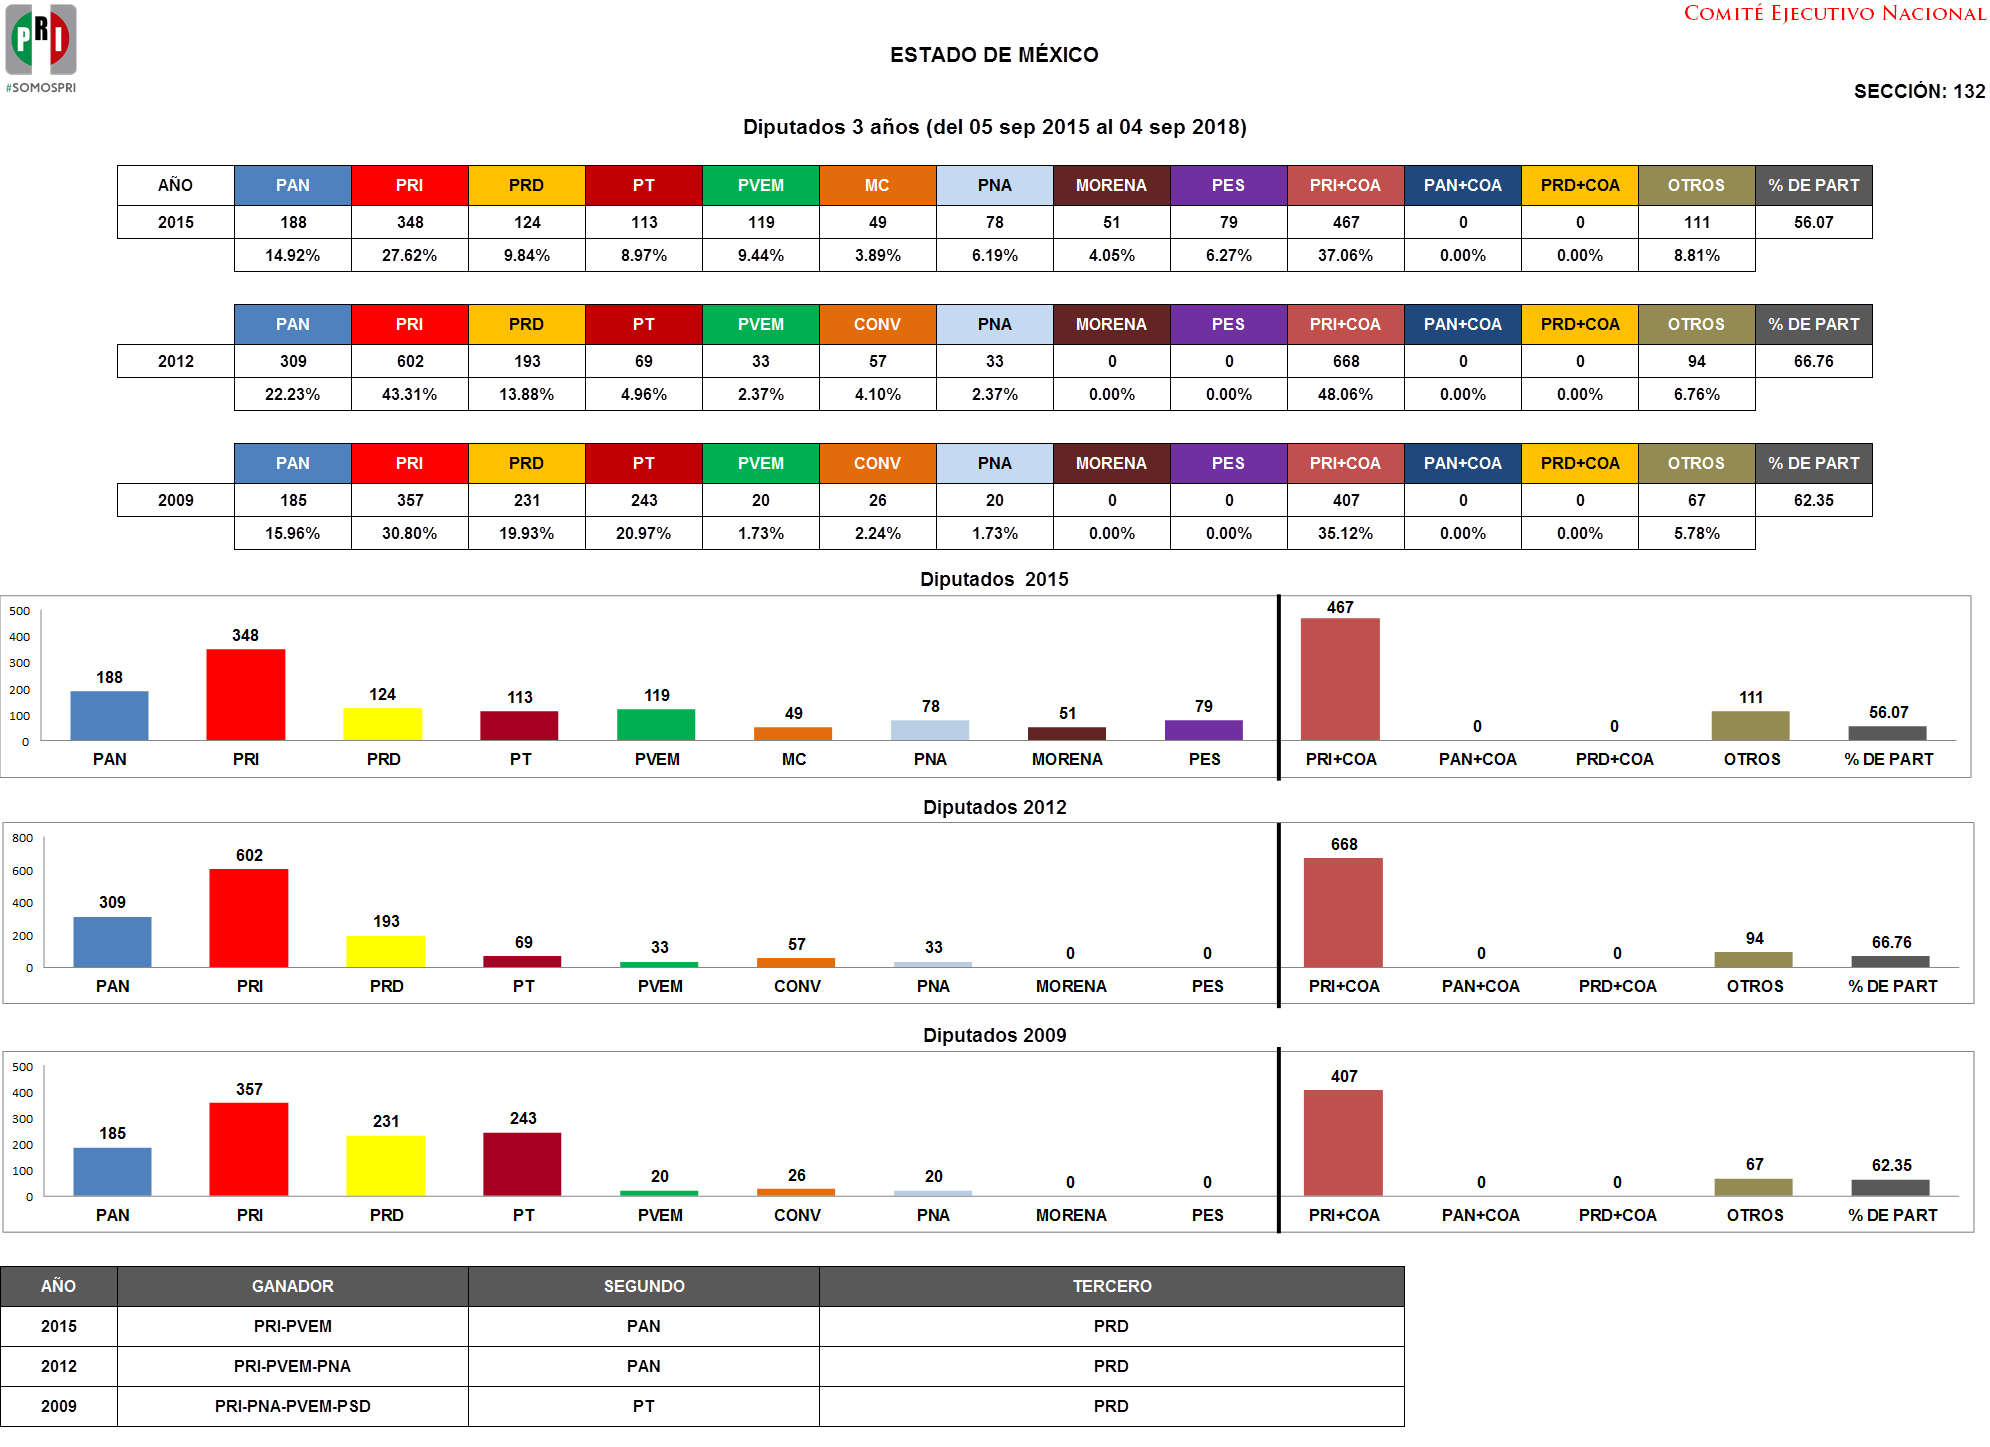 PRI
#SOMOSPRI
COMITÉ EJECUTIVO NACIONAL
ESTADO DE MÉXICO
SECCIÓN: 132
Diputados 3 años (del 05 sep 2015 al 04 sep 2018)
AÑO PAN PRI PRD PT PVEM MC PNA MORENA PES PRI+COA PAN+COA PRD+COA OTROS % DE PART
2015 188 348 124 113 119 49 78 51 79 467 0 0 111 56.07
14.92% 27.62% 9.84% 8.97% 9.44% 3.89% 6.19% 4.05% 6.27% 37.06% 0.00% 0.00% 8.81%
PAN PRI PRD PT PVEM CONV PNA MORENA PES PRI+COA PAN+COA PRD+COA OTROS % DE PART
2012 309 602 193 69 33 57 33 0 0 668 0 0 94 66.76
22.23% 43.31% 13.88% 4.96% 2.37% 4.10% 2.37% 0.00% 0.00% 48.06% 0.00% 0.00% 6.76%
PAN PRI PRD PT PVEM CONV PNA MORENA PES PRI+COA PAN+COA PRD+COA OTROS % DE PART
2009 185 357 231 243 20 26 20 0 0 407 0 0 67 62.35
15.96% 30.80% 19.93% 20.97% 1.73% 2.24% 1.73% 0.00% 0.00% 35.12% 0.00% 0.00% 5.78%
Diputados 2015
500
400
300
200
100
0
188 348 124 113 119 49 78 51 79 467 0 0 111 56.07
PAN PRI PRD PT PVEM MC PNA MORENA PES PRI+COA PAN+COA PRD+COA OTROS % DE PART
Diputados 2012
800
600
400
200
0
309 602 193 69 33 57 33 0 0 668 0 0 94 66.76
PAN PRI PRD PT PVEM CONV PNA MORENA PES PRI+COA PAN+COA PRD+COA OTROS % DE PART
Diputados 2009
500
400
300
200
100
0
185 357 231 243 20 26 20 0 0 407 0 0 67 62.35
PAN PRI PRD PT PVEM CONV PNA MORENA PES PRI+COA PAN+COA PRD+COA OTROS % DE PART
AÑO GANADOR SEGUNDO TERCERO
2015 PRI-PVEM PAN PRD
2012 PRI-PVEM-PNA PAN PRD
2009 PRI-PNA-PVEM-PSD PT PRD